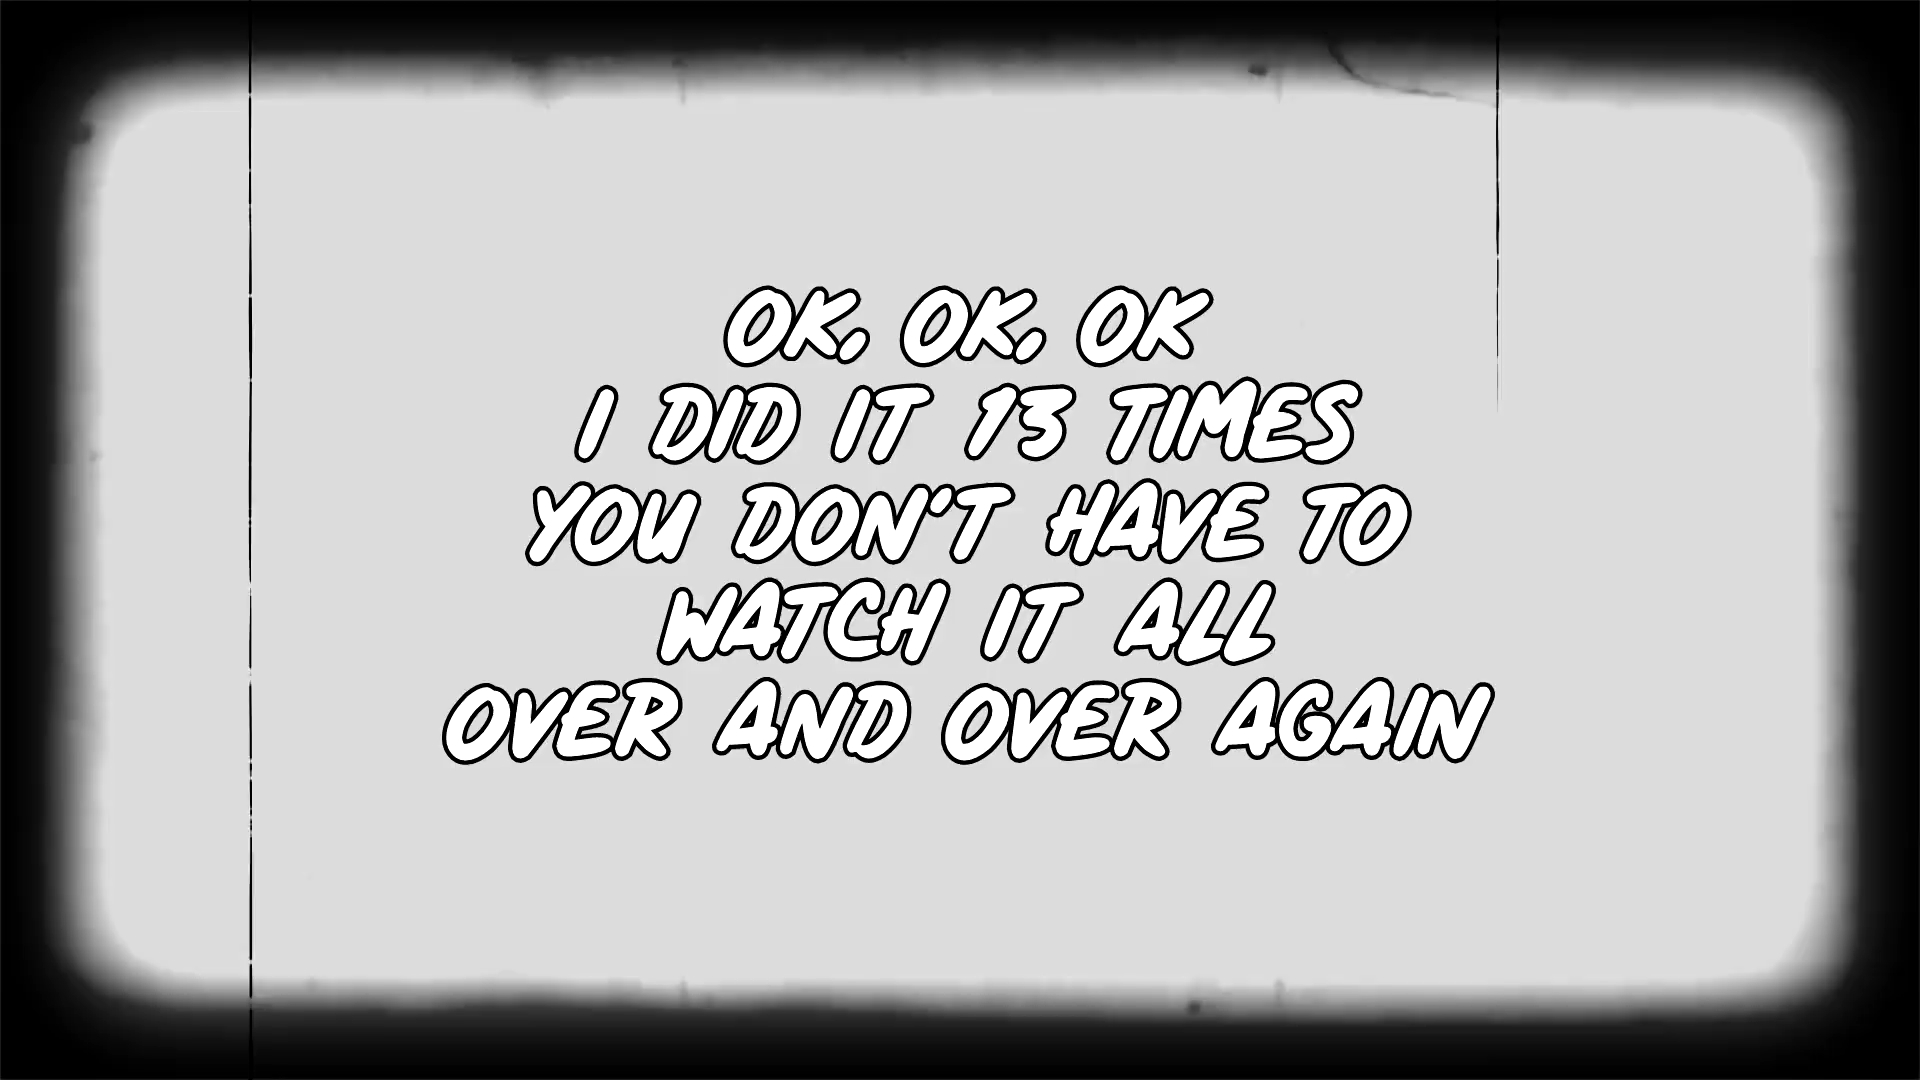 OK, OK, OK
I DID IT 13 TIMES
YOU DON'T HAVE TO
WATCH IT ALL
OVER AND OVER AGAIN